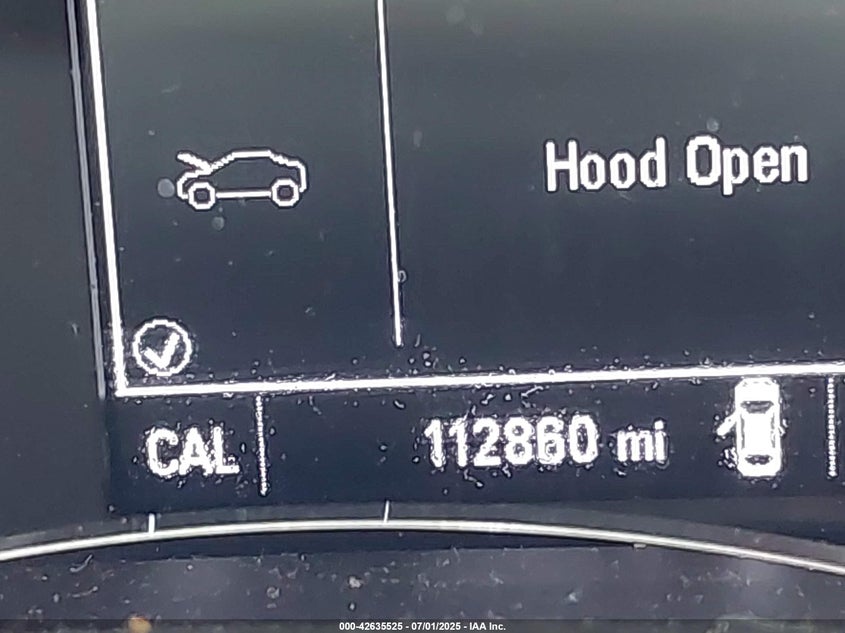 Hood Open
CAL
112860 mi
000-42635525 - 07/01/2025 - IAA Inc.